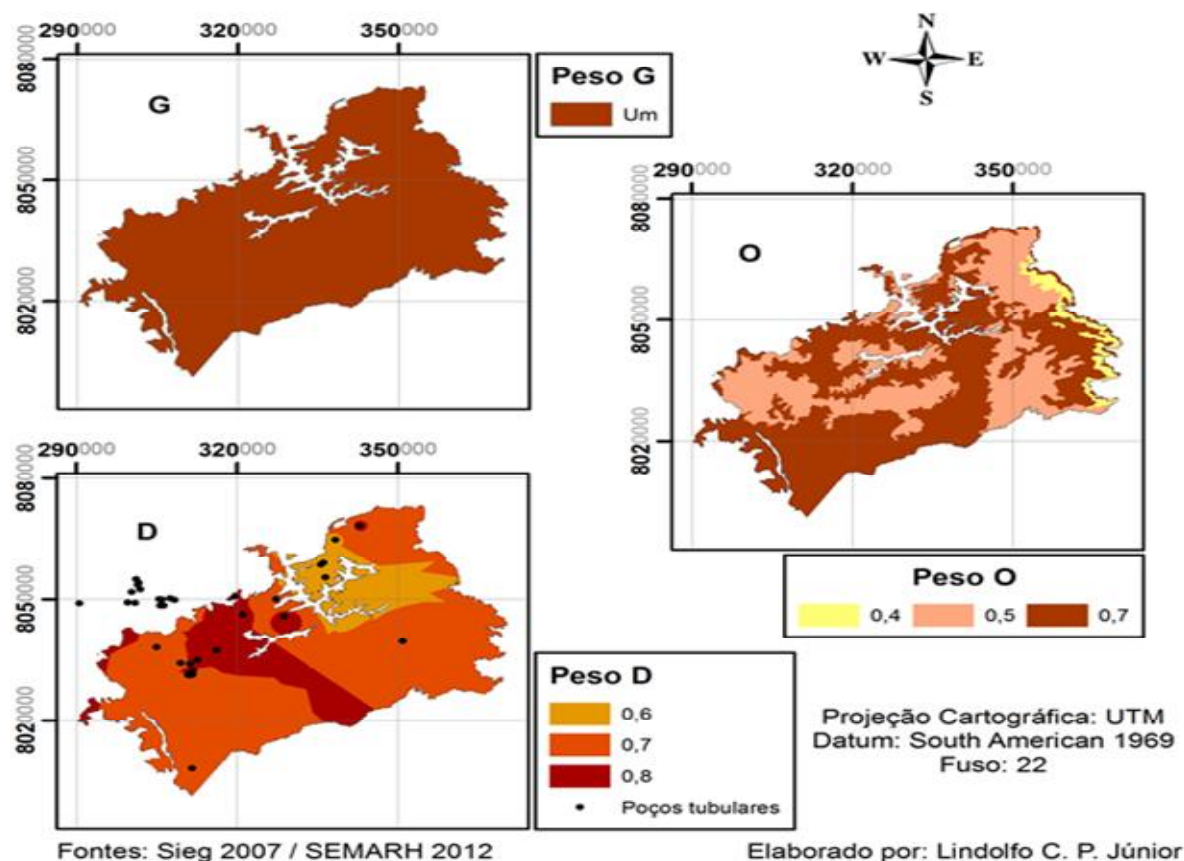 290000 320000 350000
8080000
8050000
8020000
G
Peso G
Um
N
W E
S
290000 320000 350000
8080000
8050000
8020000
O
Peso O
0,4 0,5 0,7
290000 320000 350000
8080000
8050000
8020000
D
Peso D
0,6
0,7
0,8
Poços tubulares
Projeção Cartográfica: UTM
Datum: South American 1969
Fuso: 22
Fontes: Sieg 2007 / SEMARH 2012
Elaborado por: Lindolfo C. P. Júnior